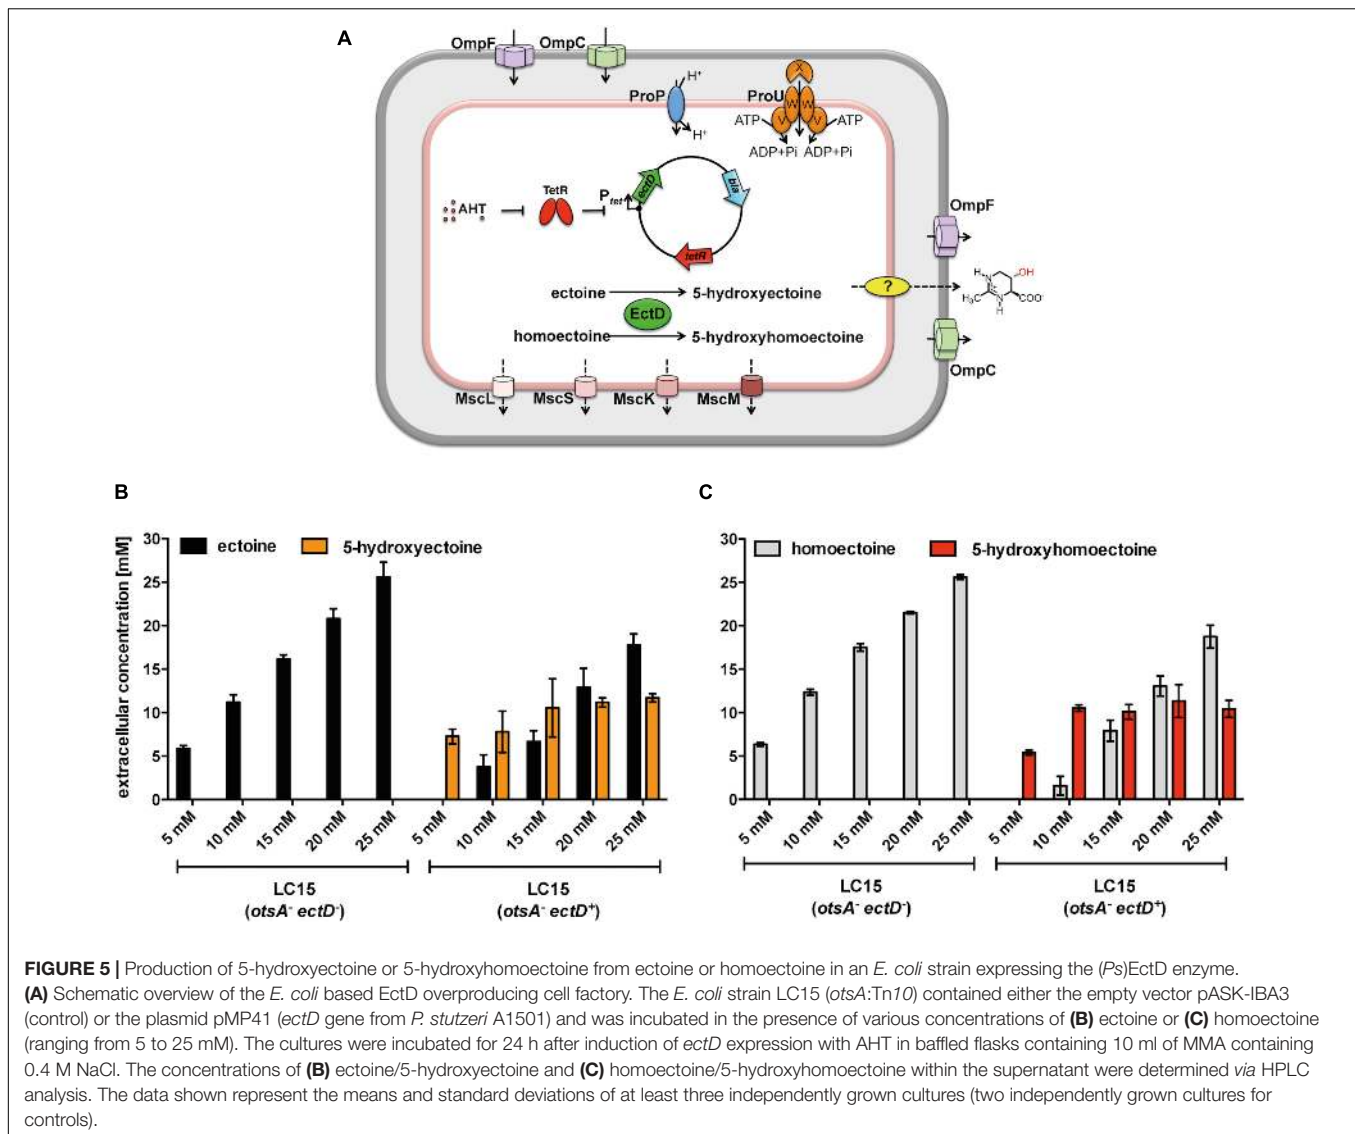 A
OmpF OmpC
ProP H⁺
H⁺
ProU X
W W
V V
ATP ATP
ADP+Pi ADP+Pi
AHT TetR Ptet
ectD
bla
tetR
ectoine 5-hydroxyectoine
EctD
homoectoine 5-hydroxyhomoectoine
?
OmpF
H N OH
H₃C N COO⁻
H
OmpC
MscL MscS MscK MscM
B
extracellular concentration [mM]
30
25
20
15
10
5
0
ectoine 5-hydroxyectoine
5 mM 10 mM 15 mM 20 mM 25 mM 5 mM 10 mM 15 mM 20 mM 25 mM
LC15 LC15
(otsA⁻ ectD⁻) (otsA⁻ ectD⁺)
C
30
25
20
15
10
5
0
homoectoine 5-hydroxyhomoectoine
5 mM 10 mM 15 mM 20 mM 25 mM 5 mM 10 mM 15 mM 20 mM 25 mM
LC15 LC15
(otsA⁻ ectD⁻) (otsA⁻ ectD⁺)
FIGURE 5 | Production of 5-hydroxyectoine or 5-hydroxyhomoectoine from ectoine or homoectoine in an E. coli strain expressing the (Ps)EctD enzyme.
(A) Schematic overview of the E. coli based EctD overproducing cell factory. The E. coli strain LC15 (otsA:Tn10) contained either the empty vector pASK-IBA3
(control) or the plasmid pMP41 (ectD gene from P. stutzeri A1501) and was incubated in the presence of various concentrations of (B) ectoine or (C) homoectoine
(ranging from 5 to 25 mM). The cultures were incubated for 24 h after induction of ectD expression with AHT in baffled flasks containing 10 ml of MMA containing
0.4 M NaCl. The concentrations of (B) ectoine/5-hydroxyectoine and (C) homoectoine/5-hydroxyhomoectoine within the supernatant were determined via HPLC
analysis. The data shown represent the means and standard deviations of at least three independently grown cultures (two independently grown cultures for
controls).